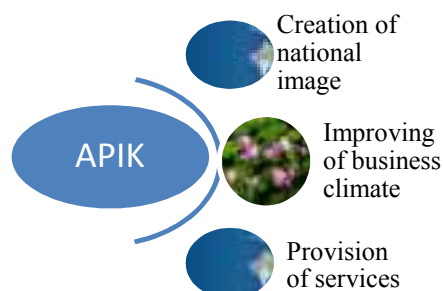 Creation of
national
image
APIK
Improving
of business
climate
Provision
of services